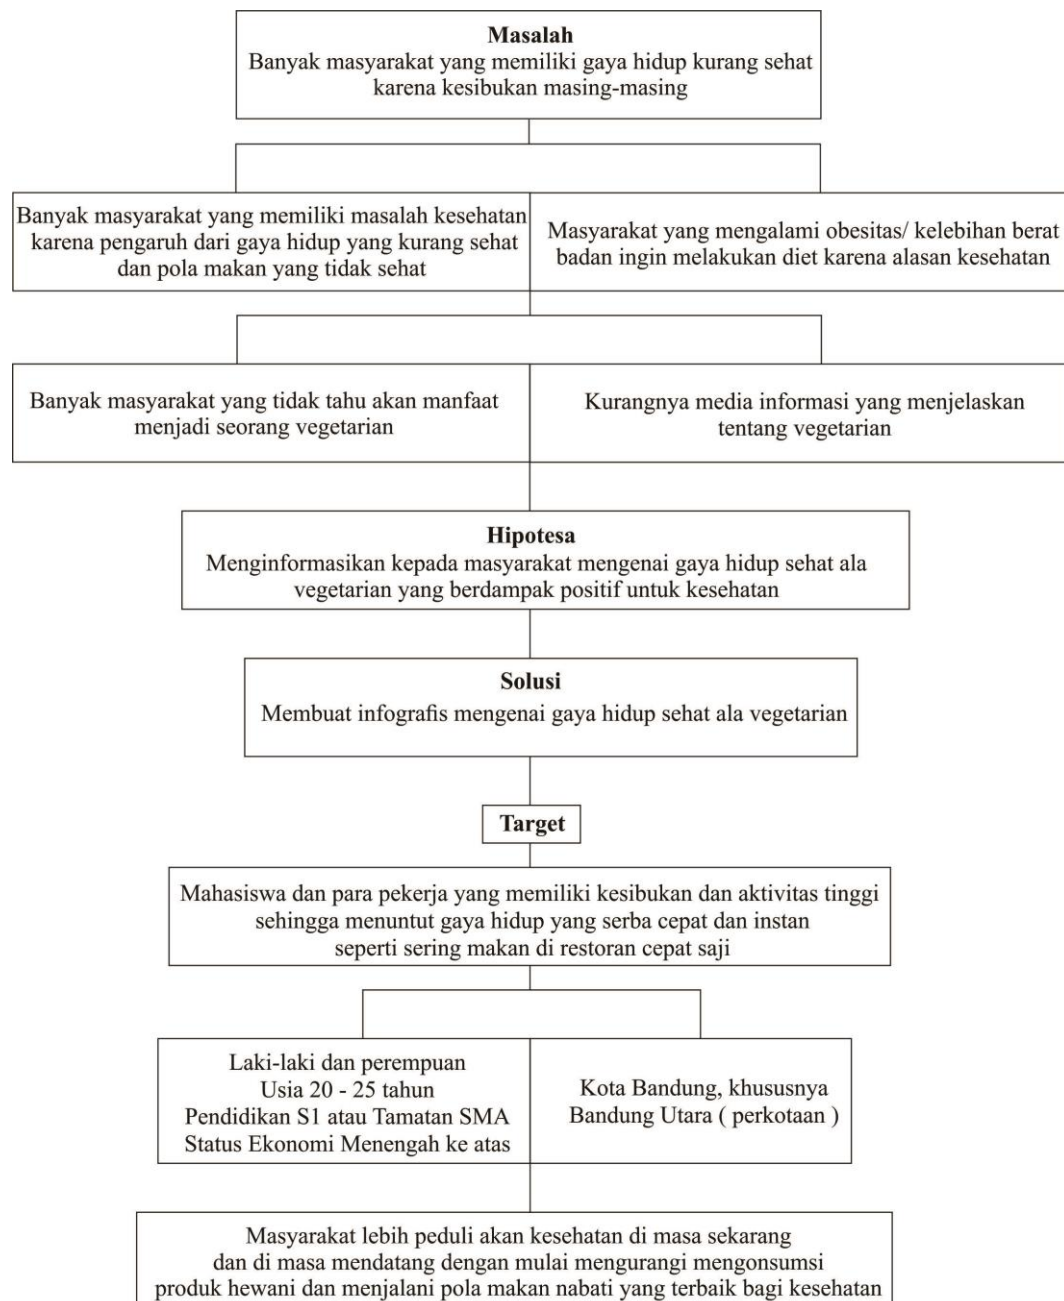 Masalah
Banyak masyarakat yang memiliki gaya hidup kurang sehat
karena kesibukan masing-masing
Banyak masyarakat yang memiliki masalah kesehatan
karena pengaruh dari gaya hidup yang kurang sehat
dan pola makan yang tidak sehat
Masyarakat yang mengalami obesitas/ kelebihan berat
badan ingin melakukan diet karena alasan kesehatan
Banyak masyarakat yang tidak tahu akan manfaat
menjadi seorang vegetarian
Kurangnya media informasi yang menjelaskan
tentang vegetarian
Hipotesa
Menginformasikan kepada masyarakat mengenai gaya hidup sehat ala
vegetarian yang berdampak positif untuk kesehatan
Solusi
Membuat infografis mengenai gaya hidup sehat ala vegetarian
Target
Mahasiswa dan para pekerja yang memiliki kesibukan dan aktivitas tinggi
sehingga menuntut gaya hidup yang serba cepat dan instan
seperti sering makan di restoran cepat saji
Laki-laki dan perempuan
Usia 20 - 25 tahun
Pendidikan S1 atau Tamatan SMA
Status Ekonomi Menengah ke atas
Kota Bandung, khususnya
Bandung Utara ( perkotaan )
Masyarakat lebih peduli akan kesehatan di masa sekarang
dan di masa mendatang dengan mulai mengurangi mengonsumsi
produk hewani dan menjalani pola makan nabati yang terbaik bagi kesehatan